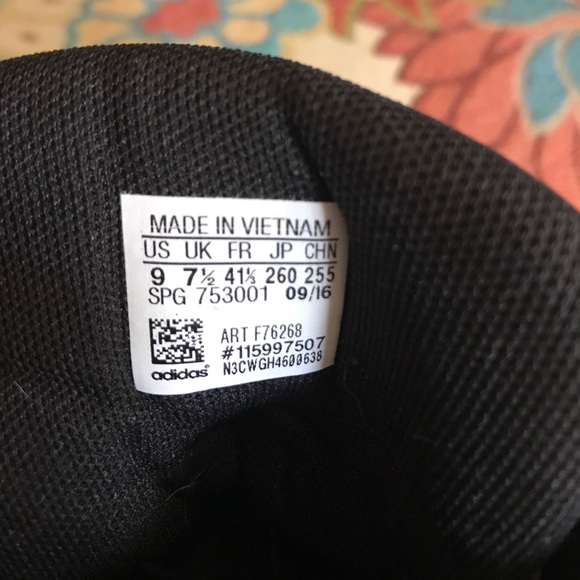 MADE IN VIETNAM
US UK FR JP CHN
9 7½ 41⅓ 260 255
SPG 753001 09/16
ART F76268
#115997507
N3CWGH4600638
adidas®